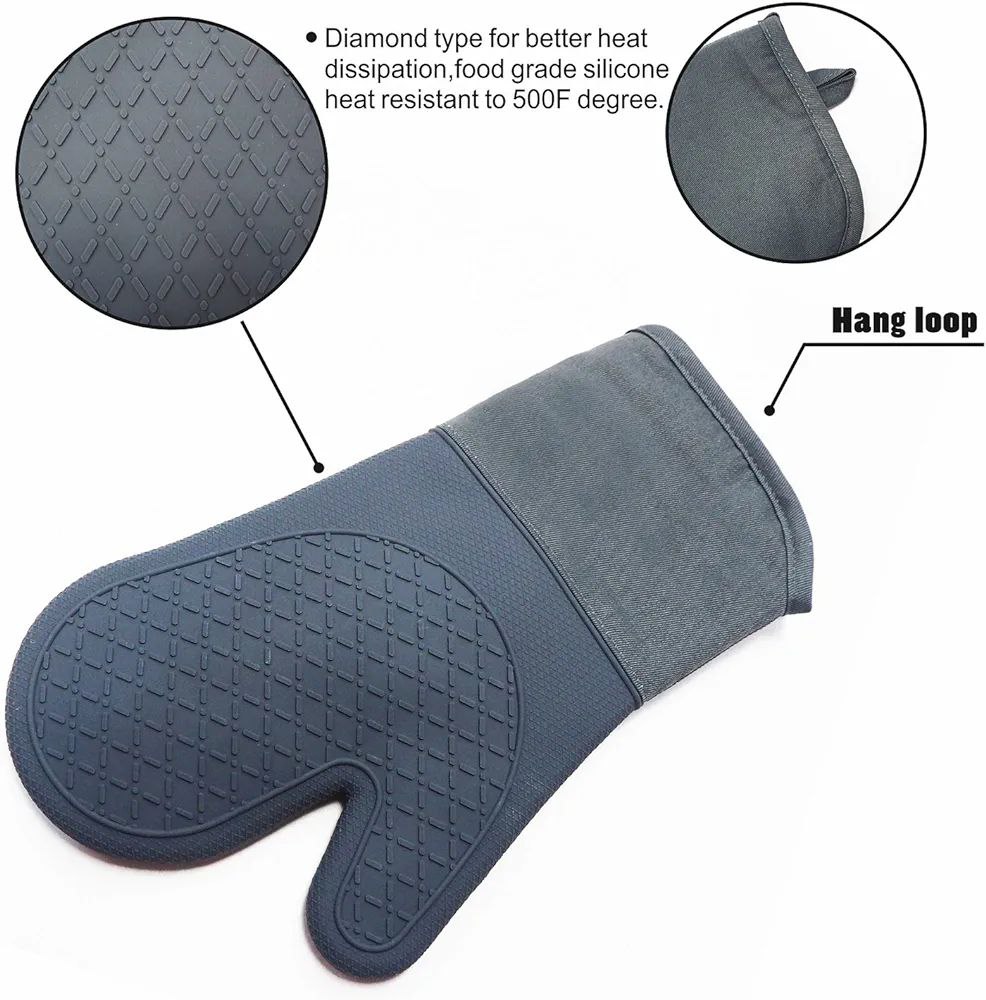 • Diamond type for better heat
dissipation,food grade silicone
heat resistant to 500F degree.
Hang loop